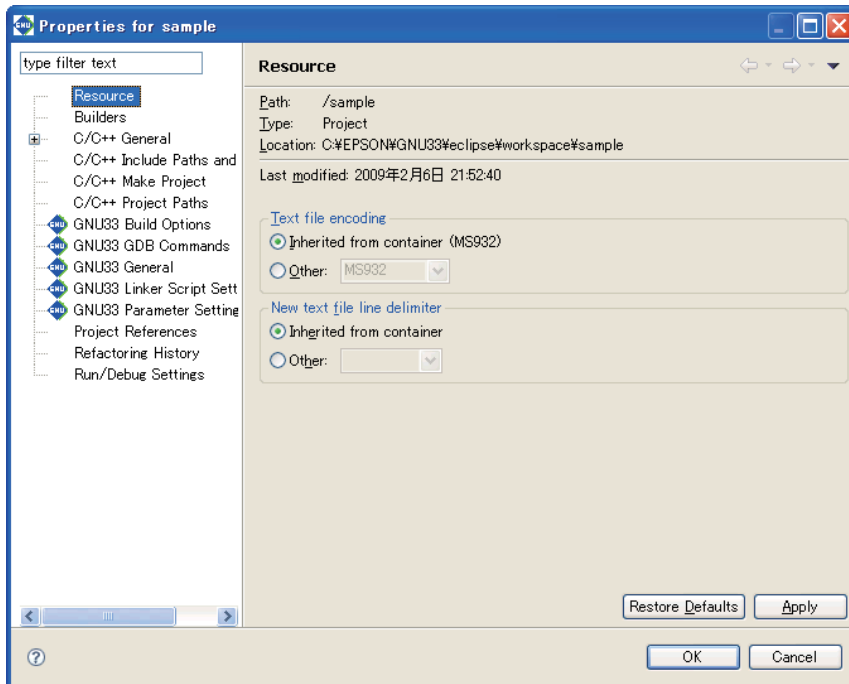 Properties for sample
type filter text
Resource
Builders
C/C++ General
C/C++ Include Paths and
C/C++ Make Project
C/C++ Project Paths
GNU33 Build Options
GNU33 GDB Commands
GNU33 General
GNU33 Linker Script Sett
GNU33 Parameter Setting
Project References
Refactoring History
Run/Debug Settings
Resource
Path: /sample
Type: Project
Location: C:¥EPSON¥GNU33¥eclipse¥workspace¥sample
Last modified: 2009年2月6日 21:52:40
Text file encoding
Inherited from container (MS932)
Other: MS932
New text file line delimiter
Inherited from container
Other:
Restore Defaults Apply
OK Cancel